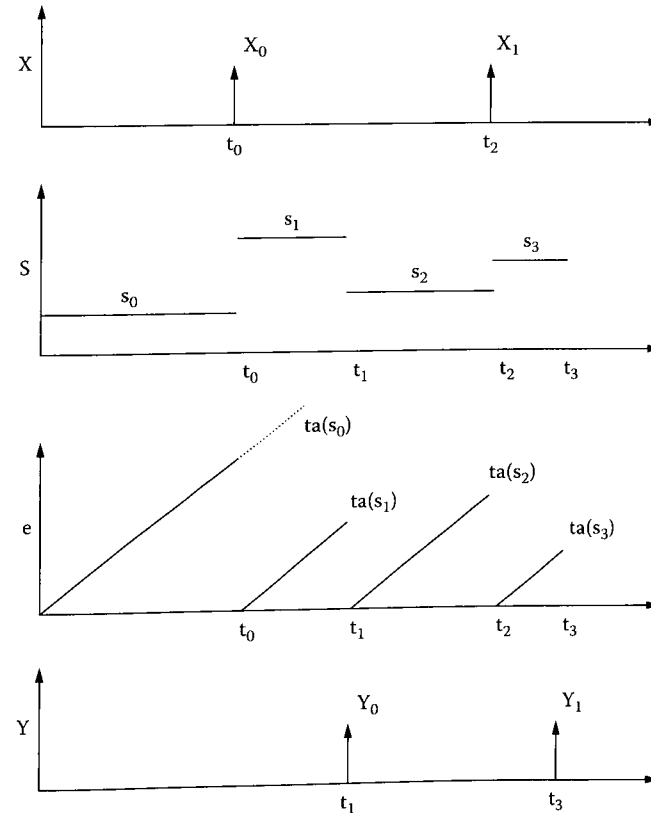 X
X₀
X₁
t₀
t₂
S
s₀
s₁
s₂
s₃
t₀
t₁
t₂
t₃
e
ta(s₀)
ta(s₁)
ta(s₂)
ta(s₃)
t₀
t₁
t₂
t₃
Y
Y₀
Y₁
t₁
t₃